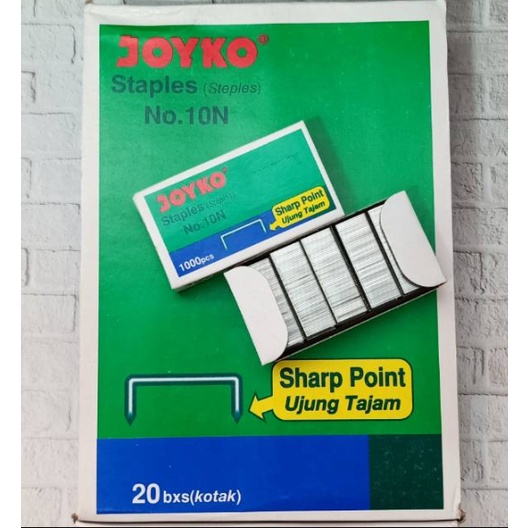 JOYKO®
Staples (Steples)
No.10N
JOYKO
Staples (Steples)
No.10N
1000pcs
Sharp Point
Ujung Tajam
Sharp Point
Ujung Tajam
20 bxs(kotak)